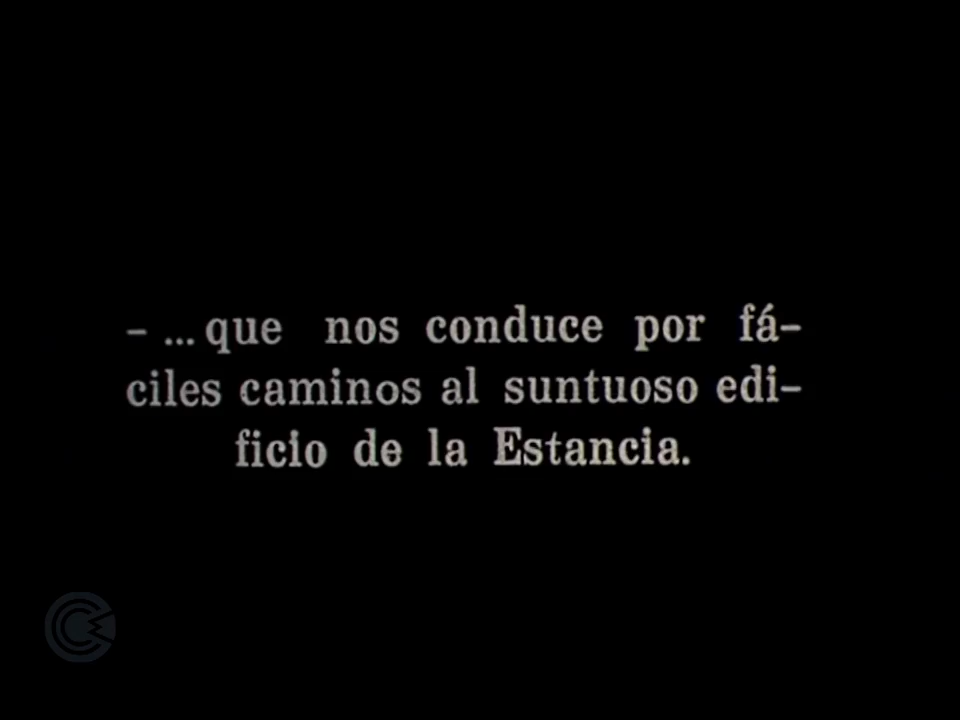 - ... que nos conduce por fá-
ciles caminos al suntuoso edi-
ficio de la Estancia.